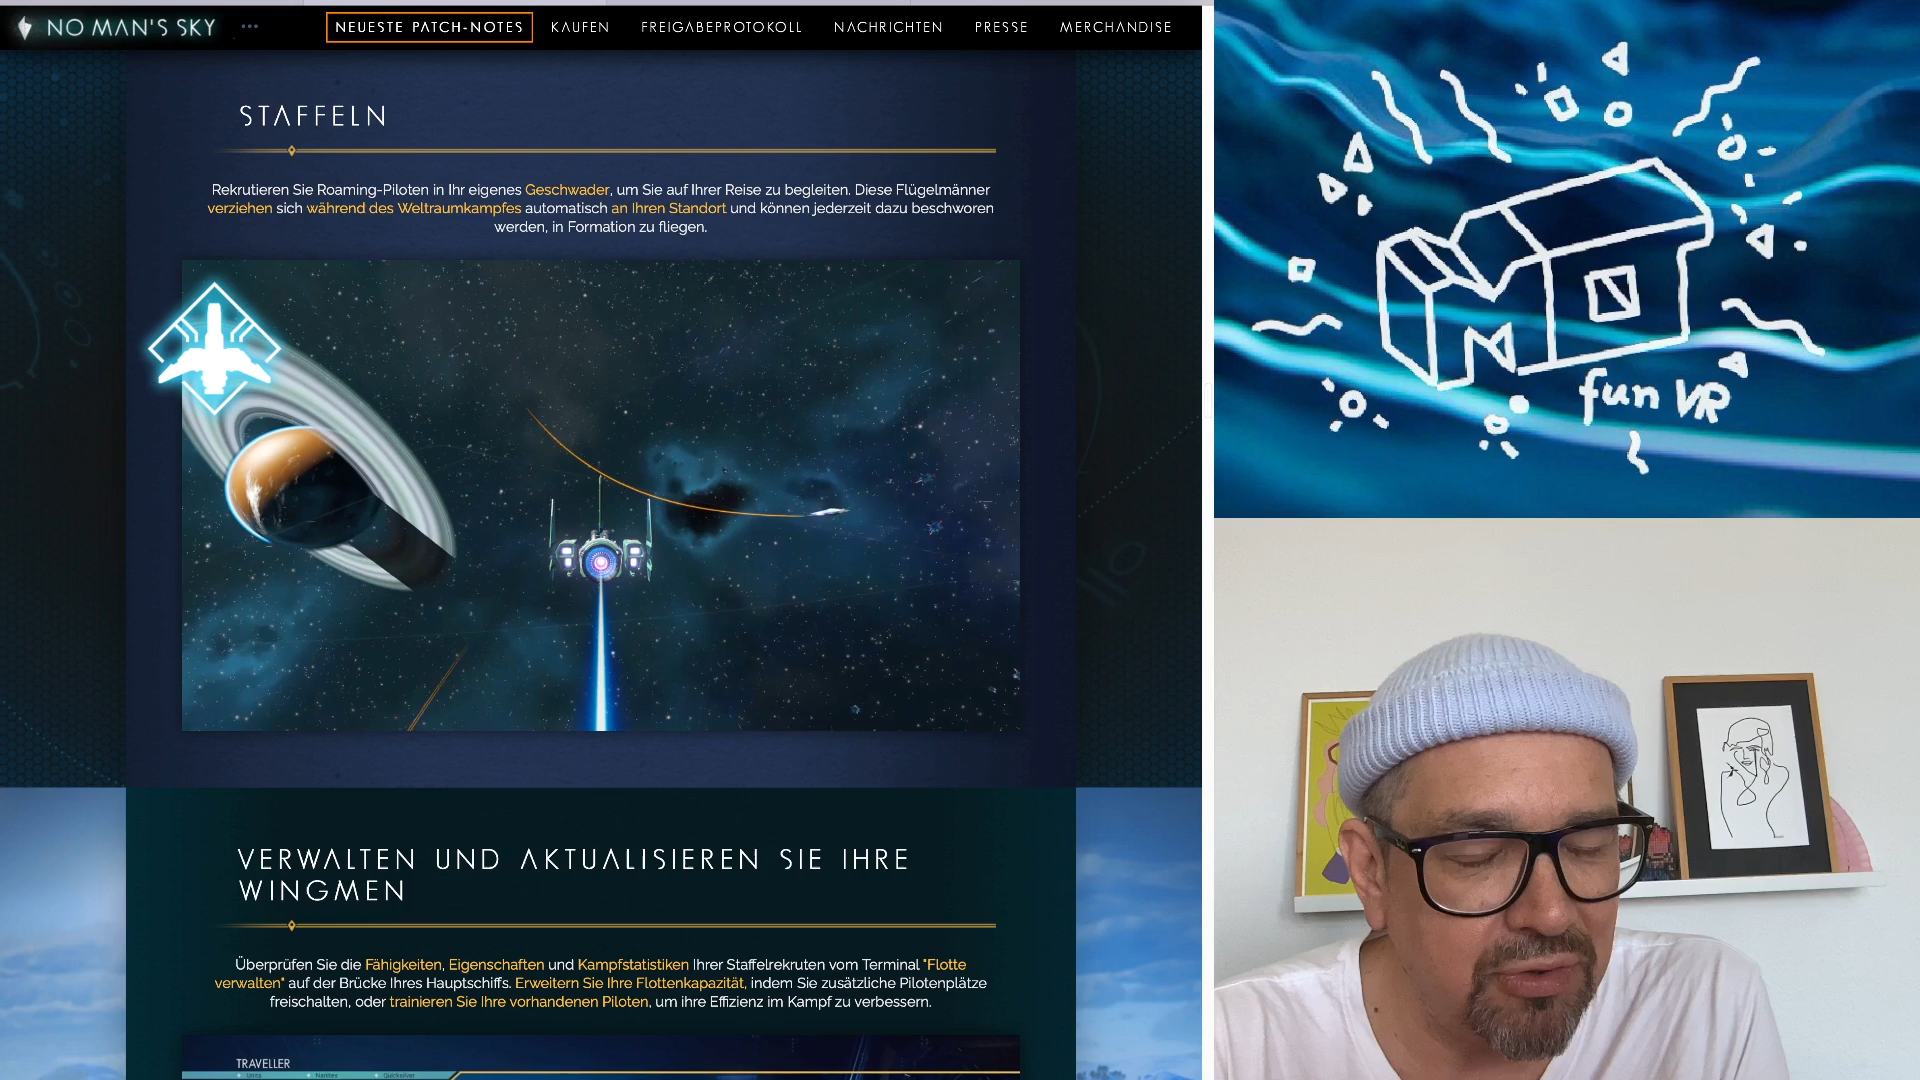 NO MAN'S SKY
NEUESTE PATCH-NOTES
KAUFEN
FREIGABEPROTOKOLL
NACHRICHTEN
PRESSE
MERCHANDISE
STAFFELN
Rekrutieren Sie Roaming-Piloten in Ihr eigenes Geschwader, um Sie auf Ihrer Reise zu begleiten. Diese Flügelmänner
verziehen sich während des Weltraumkampfes automatisch an Ihren Standort und können jederzeit dazu beschworen
werden, in Formation zu fliegen.
VERWALTEN UND AKTUALISIEREN SIE IHRE
WINGMEN
Überprüfen Sie die Fähigkeiten, Eigenschaften und Kampfstatistiken Ihrer Staffelrekruten vom Terminal "Flotte
verwalten" auf der Brücke Ihres Hauptschiffs. Erweitern Sie Ihre Flottenkapazität, indem Sie zusätzliche Pilotenplätze
freischalten, oder trainieren Sie Ihre vorhandenen Piloten, um ihre Effizienz im Kampf zu verbessern.
TRAVELLER
Units
Nanites
Quicksilver
fun VR